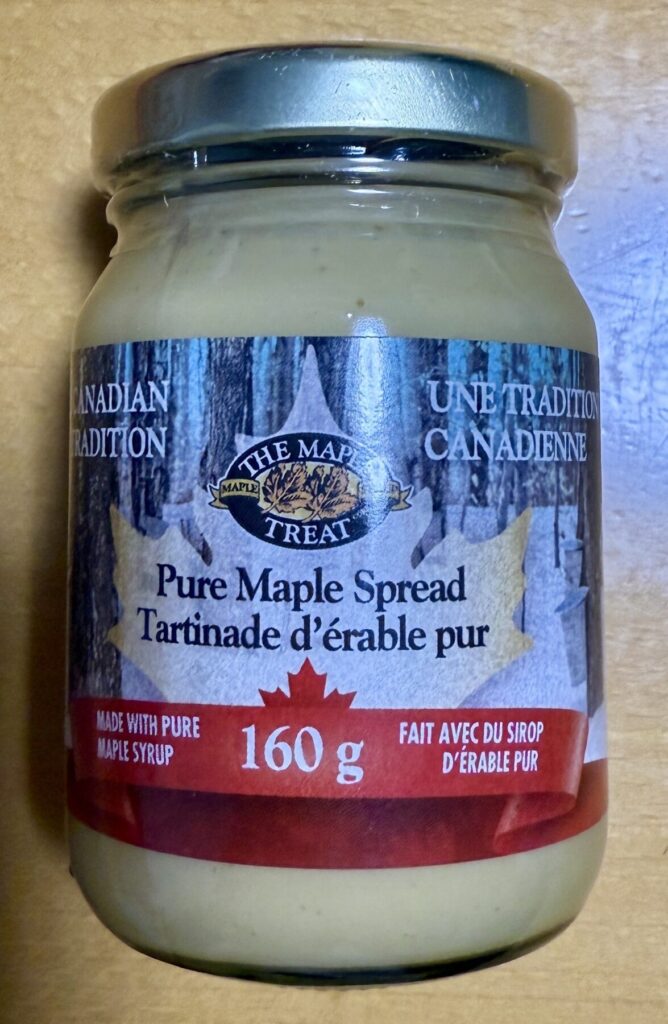 CANADIAN
TRADITION
UNE TRADITION
CANADIENNE
THE MAPLE
MAPLE
TREAT
Pure Maple Spread
Tartinade d'érable pur
MADE WITH PURE
MAPLE SYRUP
160 g
FAIT AVEC DU SIROP
D'ÉRABLE PUR